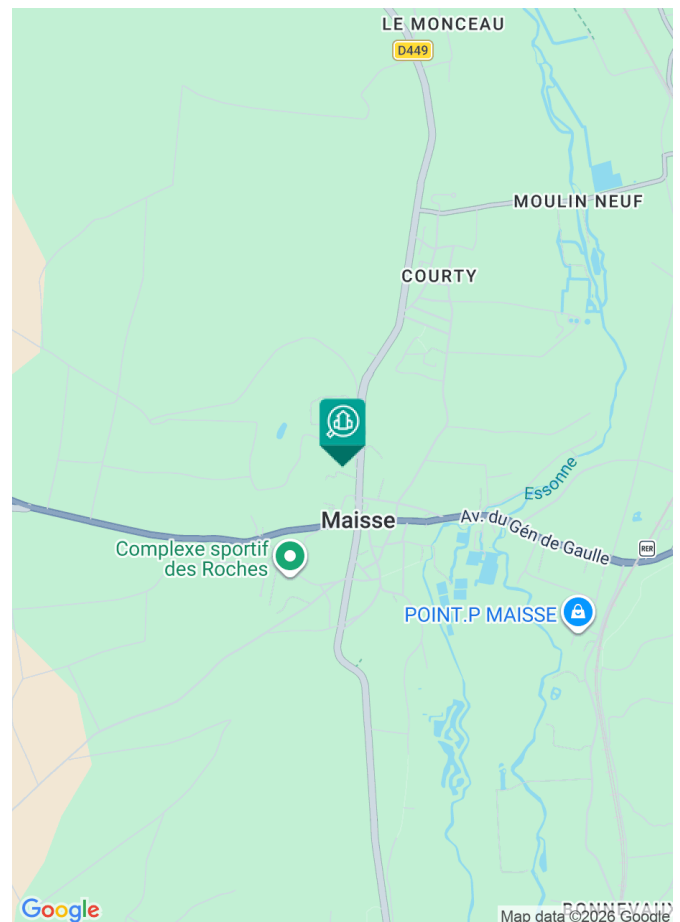 LE MONCEAU
D449
MOULIN NEUF
COURTY
Essonne
Maisse
Av. du Gén de Gaulle
RER
Complexe sportif
des Roches
POINT.P MAISSE
BONNEVAUX
Google
Map data ©2026 Google